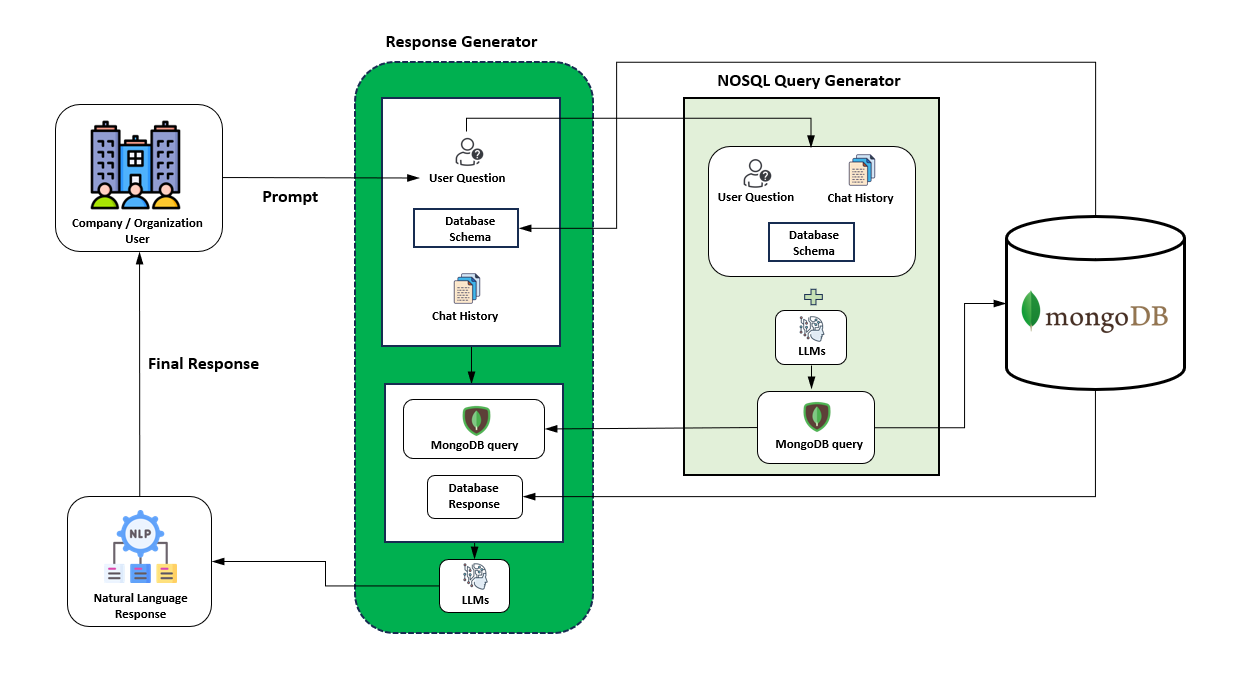 Response Generator
NOSQL Query Generator
User Question
User Question
Chat History
Prompt
Company / Organization
User
Database
Schema
Database
Schema
Chat History
mongoDB
LLMs
Final Response
MongoDB query
MongoDB query
Database
Response
NLP
Natural Language
Response
LLMs